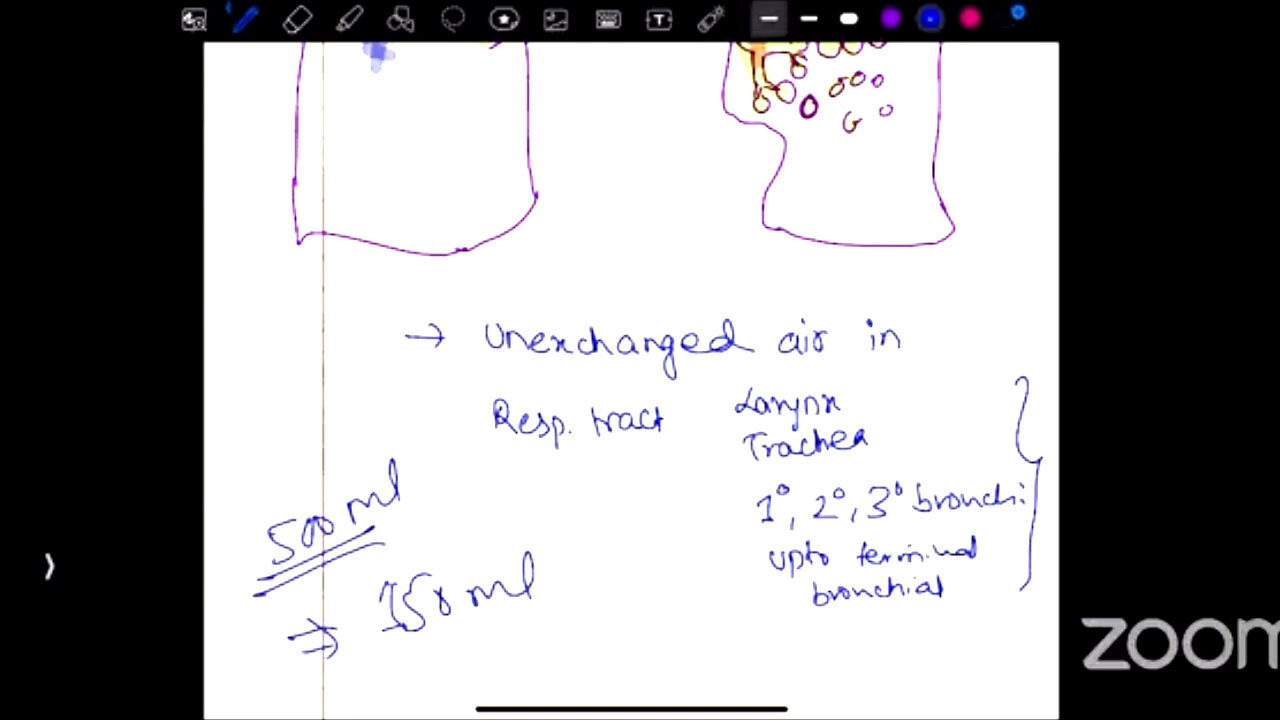 → Unexchanged air in
Resp. tract
Larynx
Trachea
1°, 2°, 3° bronchi
upto terminal
bronchial
500 ml
⇒ 150 ml
zoom